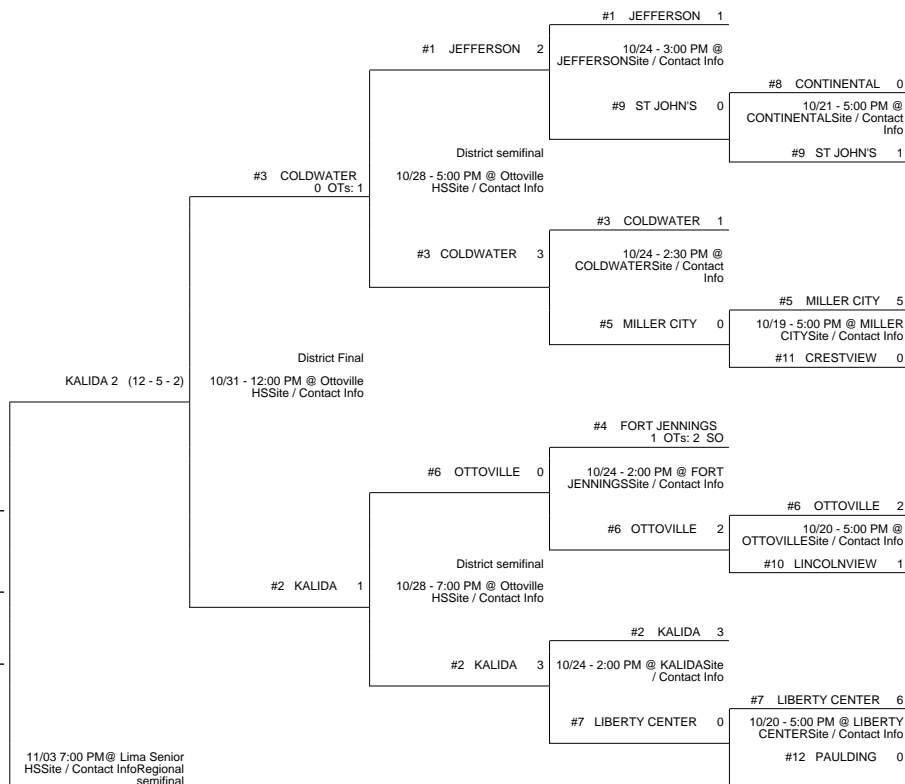 #1 JEFFERSON 1
#1 JEFFERSON 2
10/24 - 3:00 PM @
JEFFERSONSite / Contact Info
#8 CONTINENTAL 0
#9 ST JOHN'S 0
10/21 - 5:00 PM @
CONTINENTALSite / Contact
Info
#9 ST JOHN'S 1
District semifinal
10/28 - 5:00 PM @ Ottoville
HSSite / Contact Info
#3 COLDWATER
0 OTs: 1
#3 COLDWATER 1
#3 COLDWATER 3
10/24 - 2:30 PM @
COLDWATERSite / Contact
Info
#5 MILLER CITY 5
#5 MILLER CITY 0
10/19 - 5:00 PM @ MILLER
CITYSite / Contact Info
#11 CRESTVIEW 0
District Final
10/31 - 12:00 PM @ Ottoville
HSSite / Contact Info
KALIDA 2 (12 - 5 - 2)
#4 FORT JENNINGS
1 OTs: 2 SO
#6 OTTOVILLE 0
10/24 - 2:00 PM @ FORT
JENNINGSSite / Contact Info
#6 OTTOVILLE 2
#6 OTTOVILLE 2
10/20 - 5:00 PM @
OTTOVILLESite / Contact Info
#10 LINCOLNVIEW 1
District semifinal
10/28 - 7:00 PM @ Ottoville
HSSite / Contact Info
#2 KALIDA 1
#2 KALIDA 3
#2 KALIDA 3
10/24 - 2:00 PM @ KALIDASite
/ Contact Info
#7 LIBERTY CENTER 6
#7 LIBERTY CENTER 0
10/20 - 5:00 PM @ LIBERTY
CENTERSite / Contact Info
#12 PAULDING 0
11/03 7:00 PM@ Lima Senior
HSSite / Contact InfoRegional
semifinal